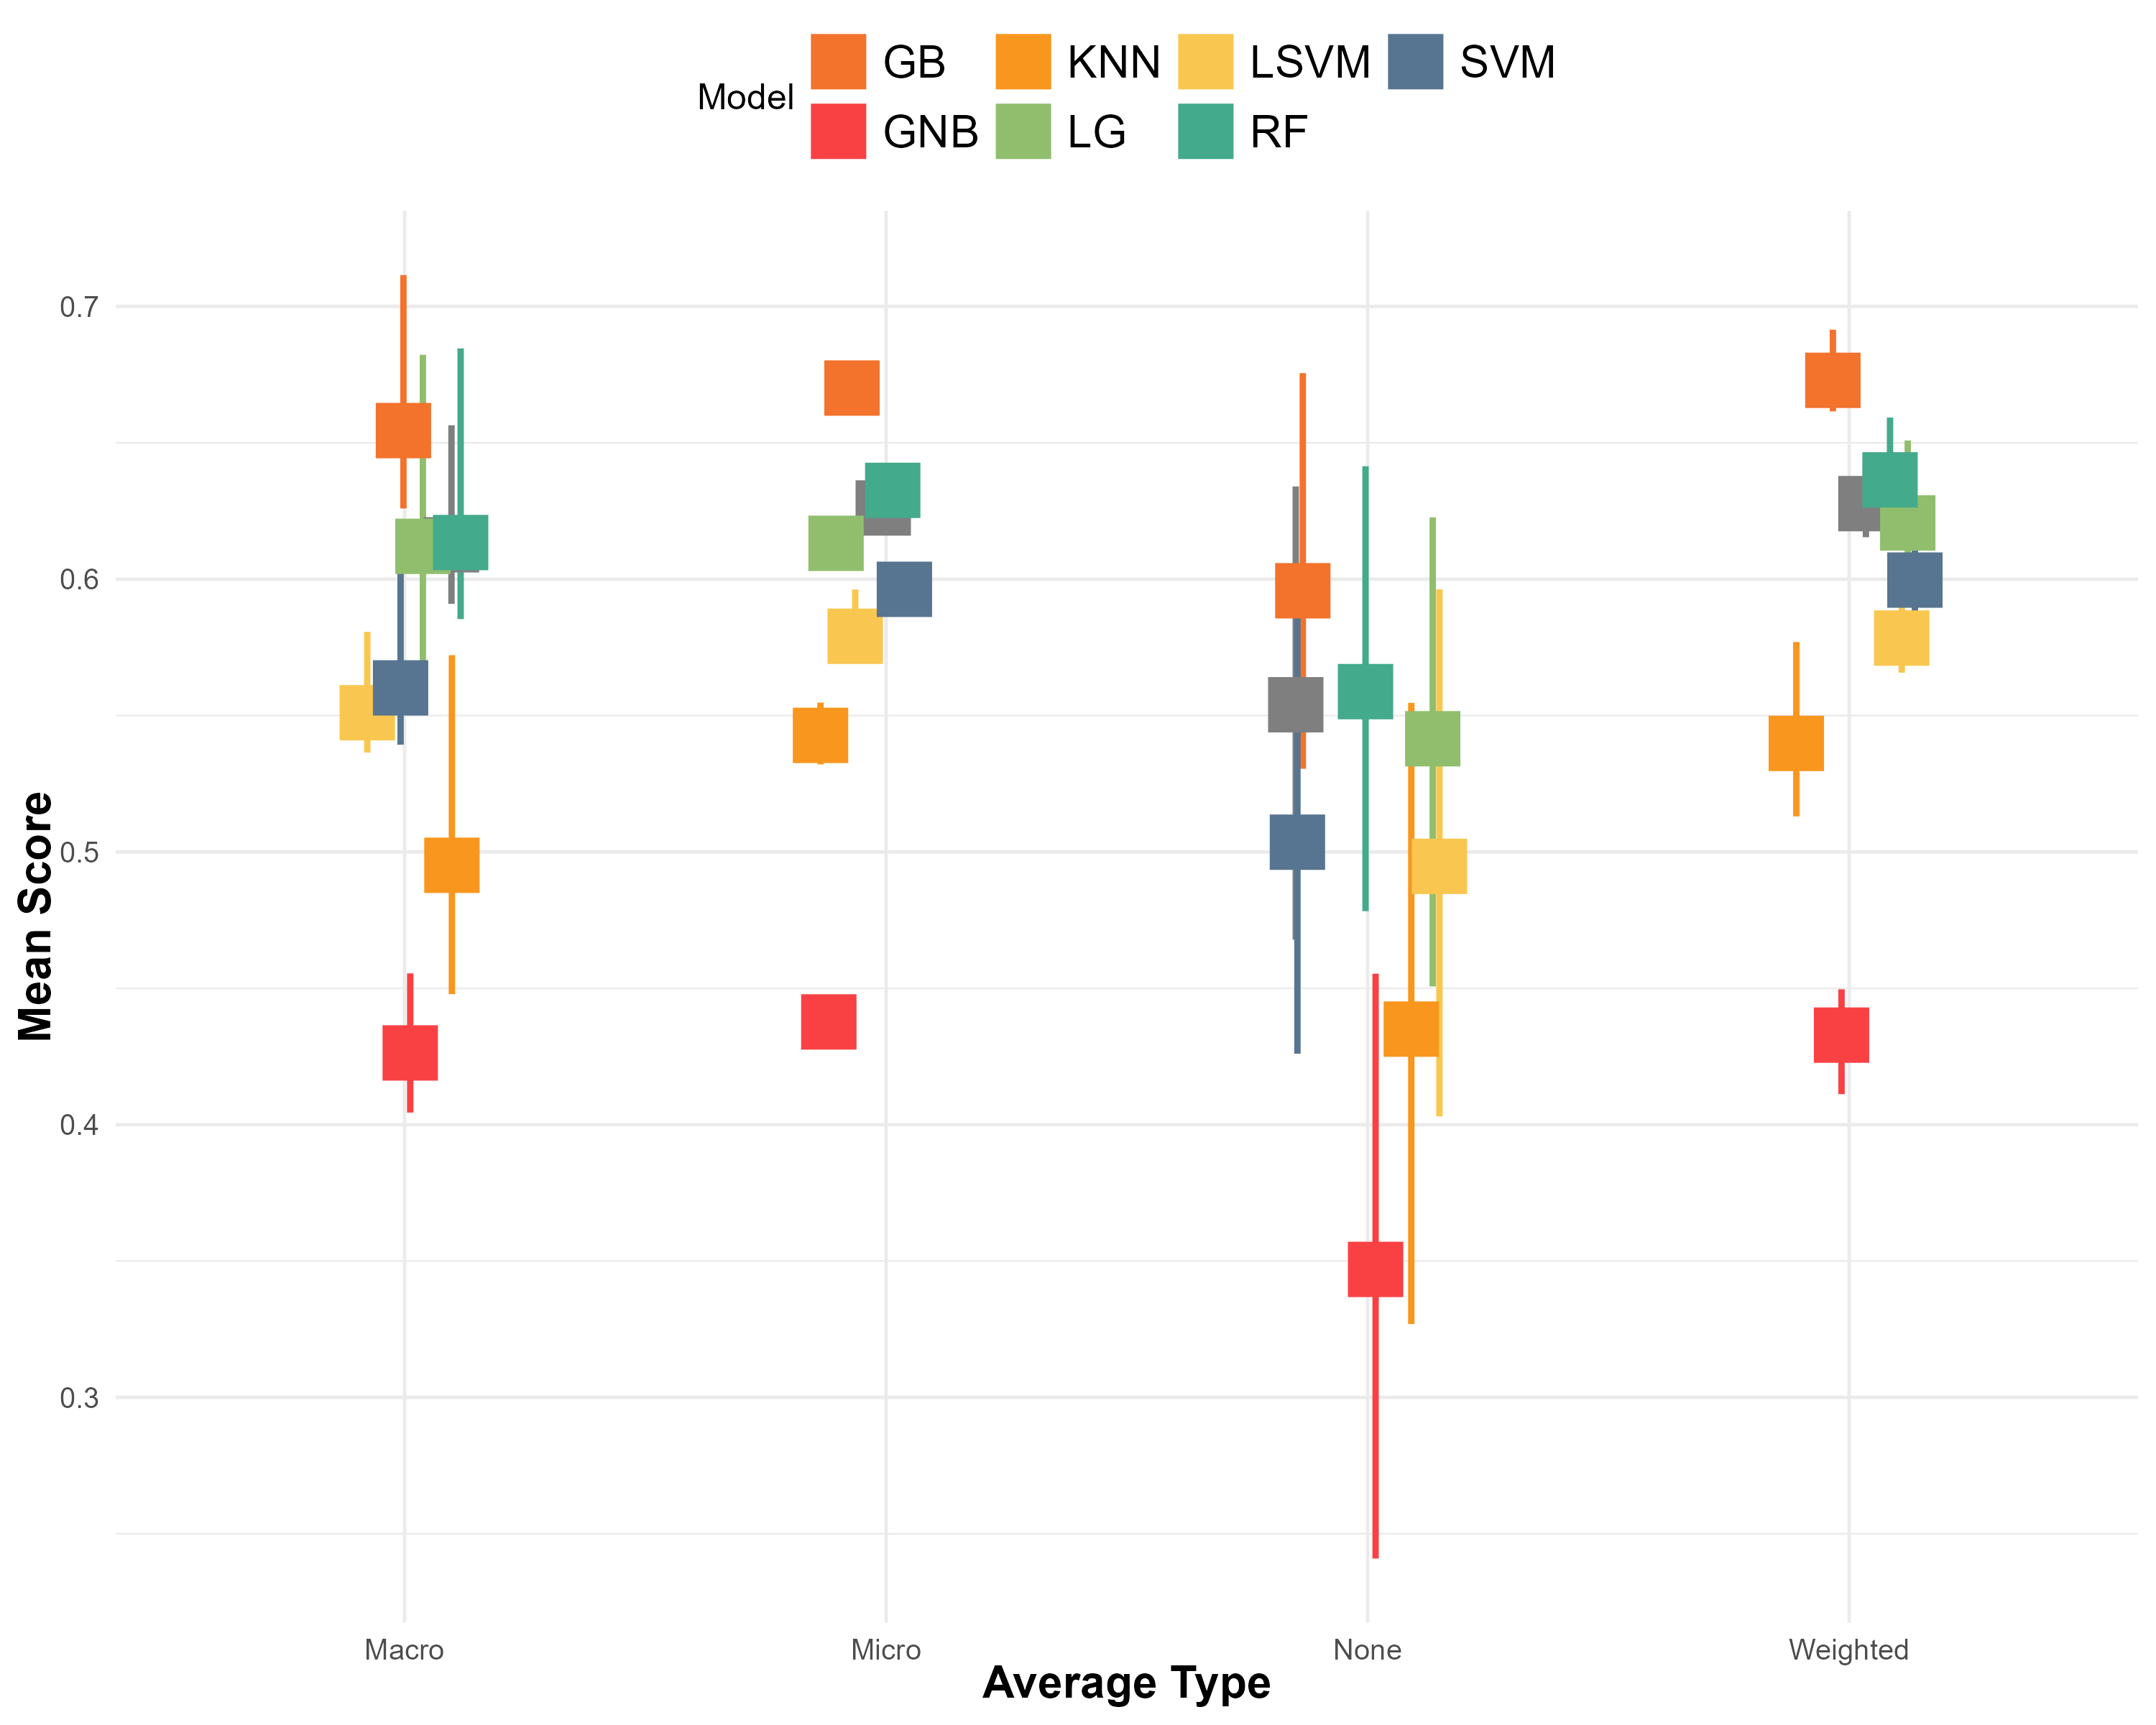 Model
GB KNN LSVM SVM
GNB LG RF
0.7
0.6
0.5
0.4
0.3
Mean Score
Macro Micro None Weighted
Average Type